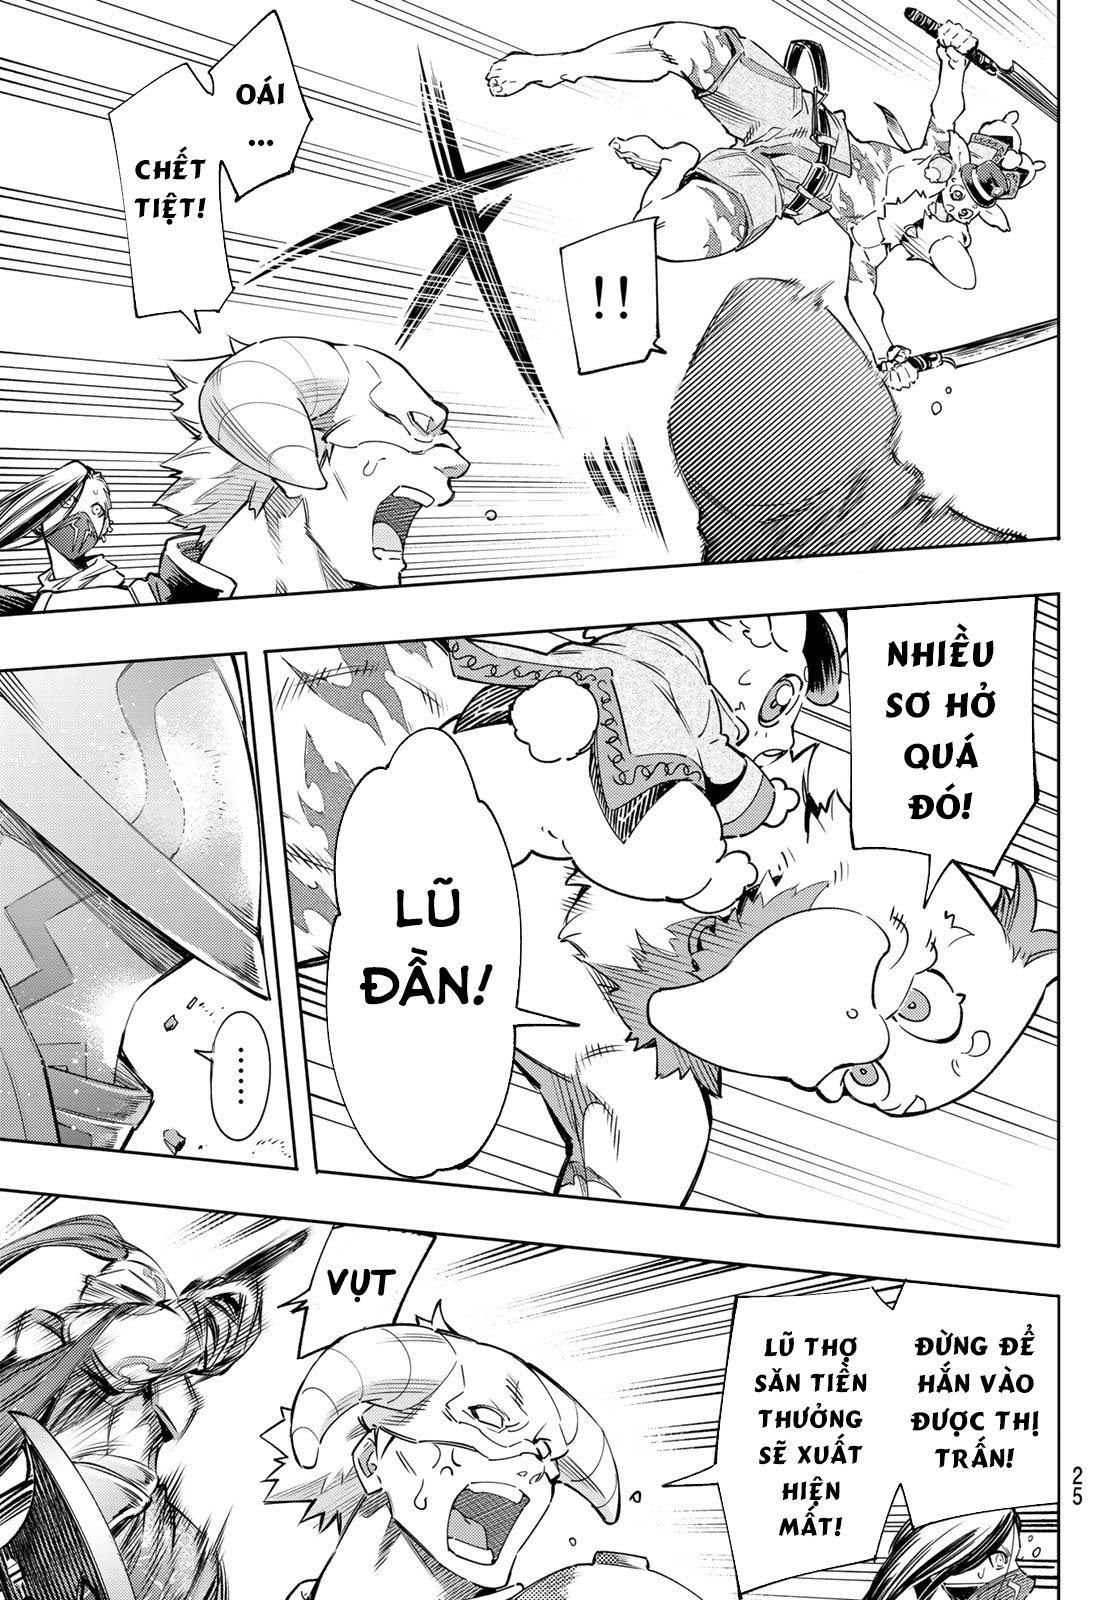 !!
OÁI
...
CHẾT
TIỆT!
NHIỀU
SƠ HỞ
QUÁ
ĐÓ!
LŨ
ĐẦN!
......
ĐỪNG ĐỂ
HẮN VÀO
ĐƯỢC THỊ
TRẤN!
LŨ THỢ
SĂN TIỀN
THƯỞNG
SẼ XUẤT
HIỆN
MẤT!
VỤT
25